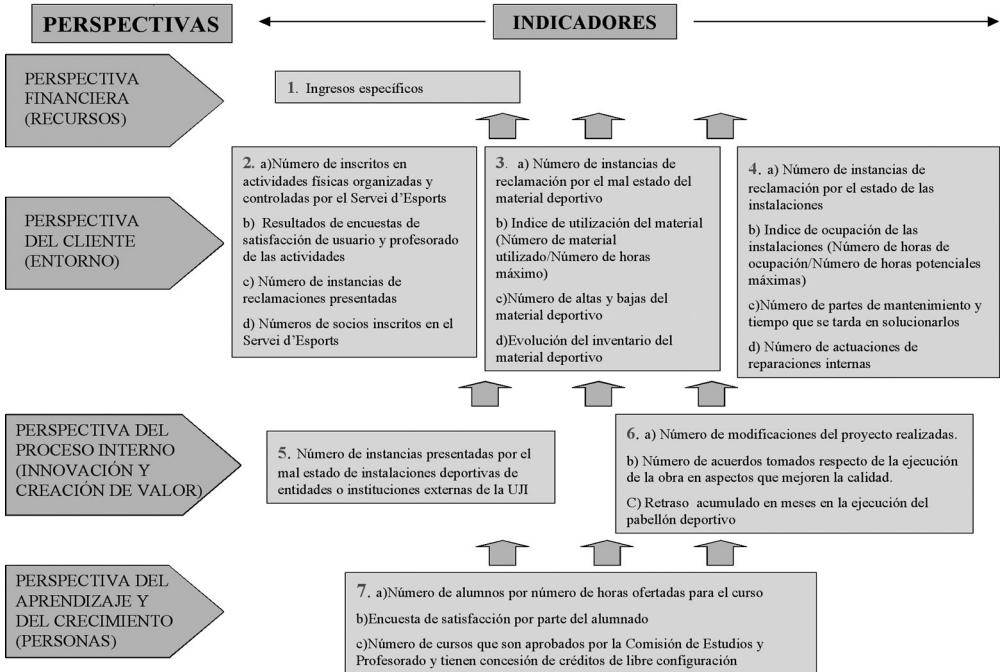 PERSPECTIVAS
INDICADORES
PERSPECTIVA
FINANCIERA
(RECURSOS)
1. Ingresos específicos
PERSPECTIVA
DEL CLIENTE
(ENTORNO)
2. a)Número de inscritos en
actividades físicas organizadas y
controladas por el Servei d'Esports
b) Resultados de encuestas de
satisfacción de usuario y profesorado
de las actividades
c) Número de instancias de
reclamaciones presentadas
d) Números de socios inscritos en el
Servei d'Esports
3. a) Número de instancias de
reclamación por el mal estado del
material deportivo
b) Indice de utilización del material
(Número de material
utilizado/Número de horas
máximo)
c)Número de altas y bajas del
material deportivo
d)Evolución del inventario del
material deportivo
4. a) Número de instancias de
reclamación por el estado de las
instalaciones
b) Indice de ocupación de las
instalaciones (Número de horas de
ocupación/Número de horas potenciales
máximas)
c)Número de partes de mantenimiento y
tiempo que se tarda en solucionarlos
d) Número de actuaciones de
reparaciones internas
PERSPECTIVA DEL
PROCESO INTERNO
(INNOVACIÓN Y
CREACIÓN DE VALOR)
5. Número de instancias presentadas por el
mal estado de instalaciones deportivas de
entidades o instituciones externas de la UJI
6. a) Número de modificaciones del proyecto realizadas.
b) Número de acuerdos tomados respecto de la ejecución
de la obra en aspectos que mejoren la calidad.
C) Retraso acumulado en meses en la ejecución del
pabellón deportivo
PERSPECTIVA DEL
APRENDIZAJE Y
DEL CRECIMIENTO
(PERSONAS)
7. a)Número de alumnos por número de horas ofertadas para el curso
b)Encuesta de satisfacción por parte del alumnado
c)Número de cursos que son aprobados por la Comisión de Estudios y
Profesorado y tienen concesión de créditos de libre configuración